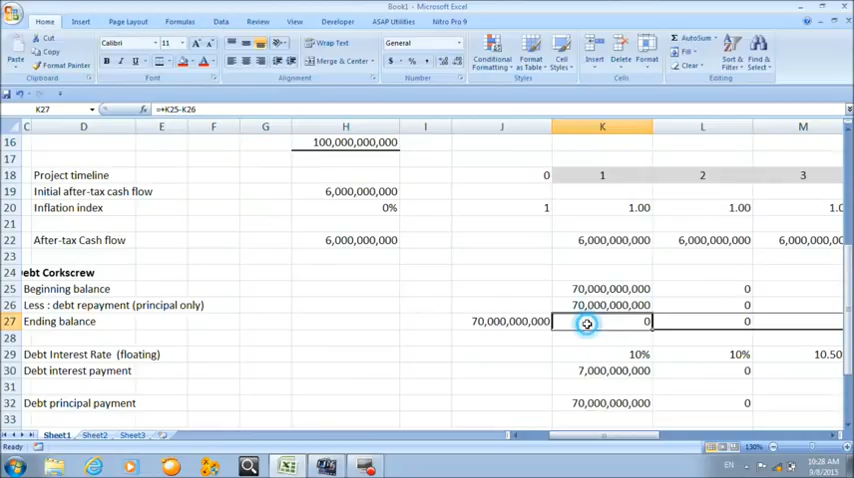 Book1 - Microsoft Excel
Home Insert Page Layout Formulas Data Review View Developer ASAP Utilities Nitro Pro 9
Cut
Copy
Format Painter
Paste
Clipboard
Calibri 11
B I U
Font
Wrap Text
Merge & Center
Alignment
General
$ % ,
Number
Conditional Formatting
Format as Table
Cell Styles
Styles
Insert Delete Format
Cells
AutoSum
Fill
Clear
Sort & Filter
Find & Select
Editing
K27 fx =+K25-K26
C D E F G H I J K L M
16 100,000,000,000
17
18 Project timeline 0 1 2 3
19 Initial after-tax cash flow 6,000,000,000
20 Inflation index 0% 1 1.00 1.00 1.0
21
22 After-tax Cash flow 6,000,000,000 6,000,000,000 6,000,000,000 6,000,000,00
23
24 ebt Corkscrew
25 Beginning balance 70,000,000,000 0
26 Less : debt repayment (principal only) 70,000,000,000 0
27 Ending balance 70,000,000,000 0 0
28
29 Debt Interest Rate (floating) 10% 10% 10.50
30 Debt interest payment 7,000,000,000 0
31
32 Debt principal payment 70,000,000,000 0
33
Sheet1 Sheet2 Sheet3
Ready 130%
EN 10:28 AM
9/8/2015